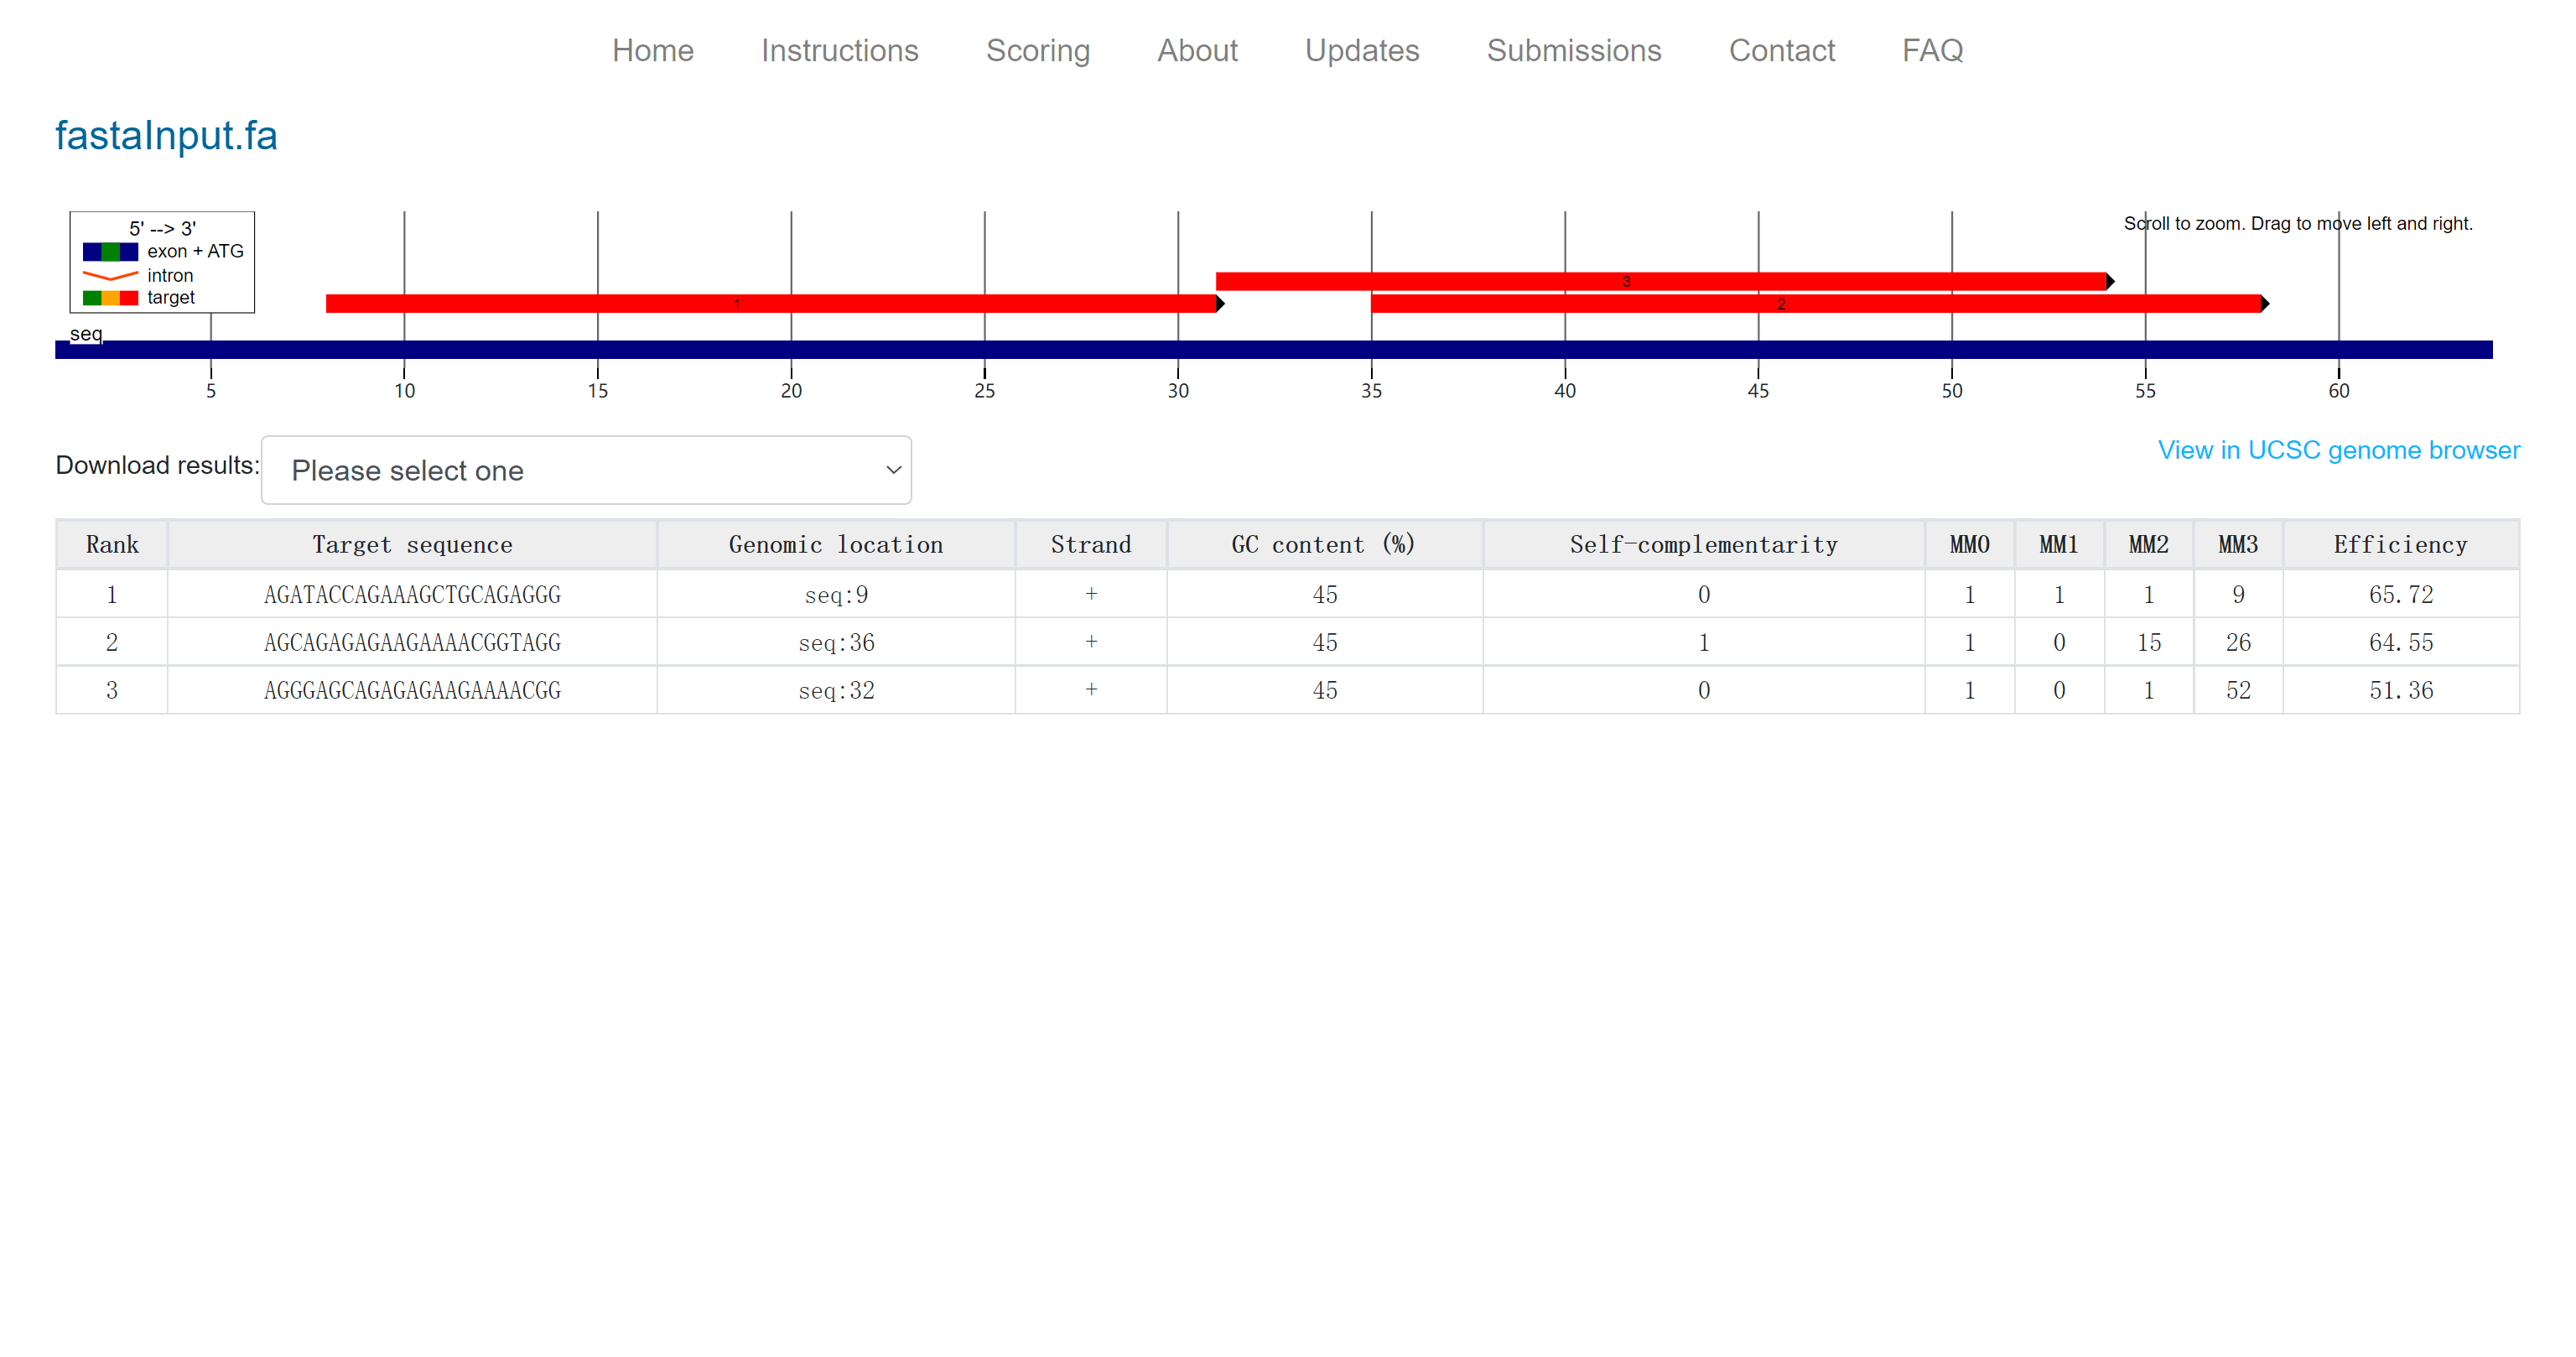 Home Instructions Scoring About Updates Submissions Contact FAQ
fastaInput.fa
5' --> 3'
exon + ATG
intron
target
Scroll to zoom. Drag to move left and right.
3
1
2
seq
5 10 15 20 25 30 35 40 45 50 55 60
Download results: Please select one
View in UCSC genome browser
Rank Target sequence Genomic location Strand GC content (%) Self-complementarity MM0 MM1 MM2 MM3 Efficiency
1 AGATACCAGAAAGCTGCAGAGGG seq:9 + 45 0 1 1 1 9 65.72
2 AGCAGAGAGAAGAAAACGGTAGG seq:36 + 45 1 1 0 15 26 64.55
3 AGGGAGCAGAGAGAAGAAAACGG seq:32 + 45 0 1 0 1 52 51.36